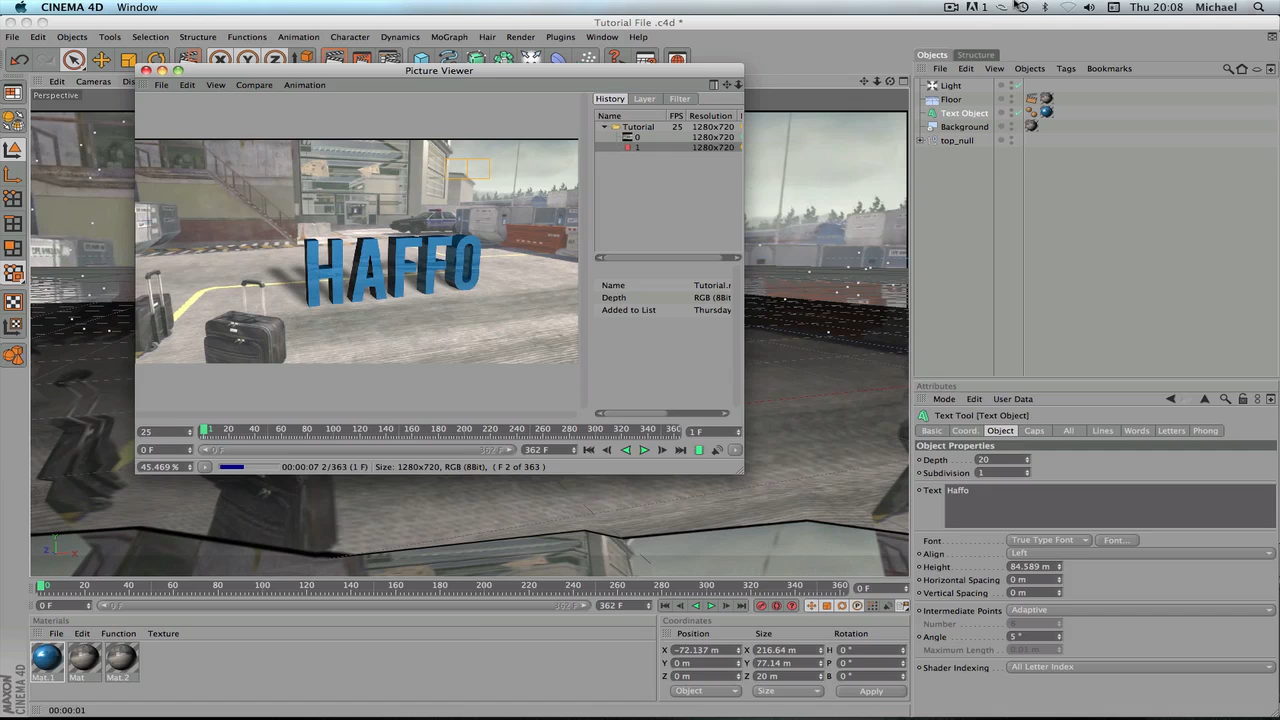 CINEMA 4D Window
1 Thu 20:08 Michael
Tutorial File .c4d *
File Edit Objects Tools Selection Structure Functions Animation Character Dynamics MoGraph Hair Render Plugins Window Help
Objects Structure
File Edit View Objects Tags Bookmarks
Edit Cameras
Perspective
Picture Viewer
File Edit View Compare Animation
History Layer Filter
Name FPS Resolution
Tutorial 25 1280x720
0 1280x720
1 1280x720
HAFFO
Name Tutorial.r
Depth RGB (8Bit
Added to List Thursday
25 1 20 40 60 80 100 120 140 160 180 200 220 240 260 280 300 320 340 360 1 F
0 F 0 F 362 F 362 F
45.469 % 00:00:07 2/363 (1 F) Size: 1280x720, RGB (8Bit), ( F 2 of 363 )
Light
Floor
Text Object
Background
top_null
Attributes
Mode Edit User Data
Text Tool [Text Object]
Basic Coord. Object Caps All Lines Words Letters Phong
Object Properties
Depth 20
Subdivision 1
Text Haffo
Font True Type Font Font...
Align Left
Height 84.589 m
Horizontal Spacing 0 m
Vertical Spacing 0 m
Intermediate Points Adaptive
Number 8
Angle 5 °
Maximum Length 0.01 m
Shader Indexing All Letter Index
Z X
0 20 40 60 80 100 120 140 160 180 200 220 240 260 280 300 320 340 360 0 F
0 F 0 F 362 F 362 F
Materials
File Edit Function Texture
Mat.1 Mat Mat.2
Coordinates
Position Size Rotation
X -72.137 m X 216.64 m H 0 °
Y 0 m Y 77.14 m P 0 °
Z 0 m Z 20 m B 0 °
Object Size Apply
MAXON CINEMA 4D
00:00:01